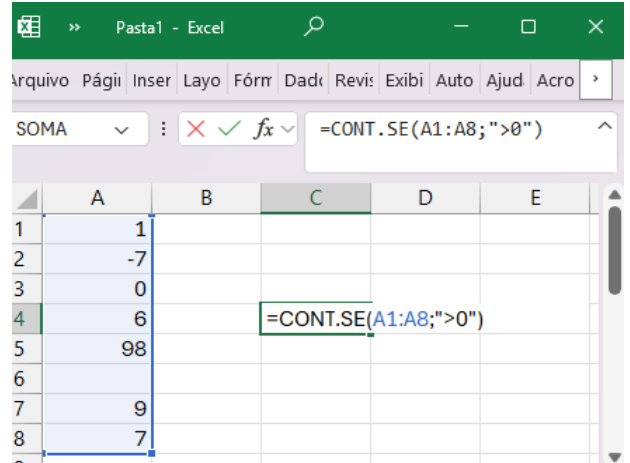 » Pasta1 - Excel
Arquivo Págii Inser Layo Fórm Dadc Revis Exibi Auto Ajud Acro
SOMA fx =CONT.SE(A1:A8;">0")
A B C D E
1 1
2 -7
3 0
4 6 =CONT.SE(A1:A8;">0")
5 98
6
7 9
8 7